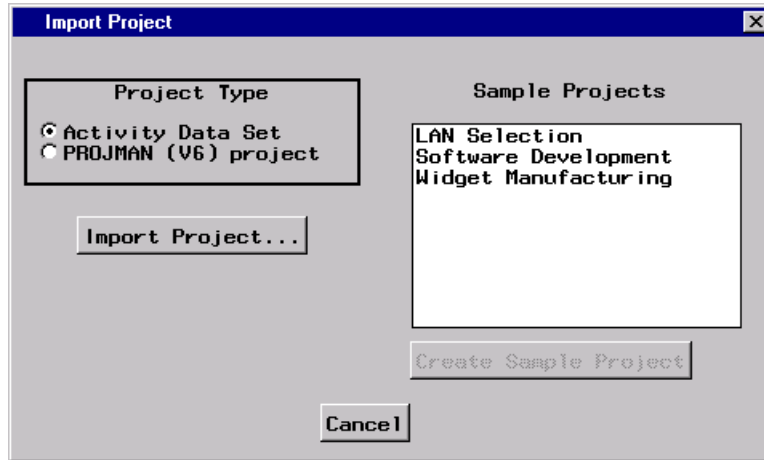 Import Project
Project Type
Activity Data Set
PROJMAN (V6) project
Import Project...
Sample Projects
LAN Selection
Software Development
Widget Manufacturing
Create Sample Project
Cancel